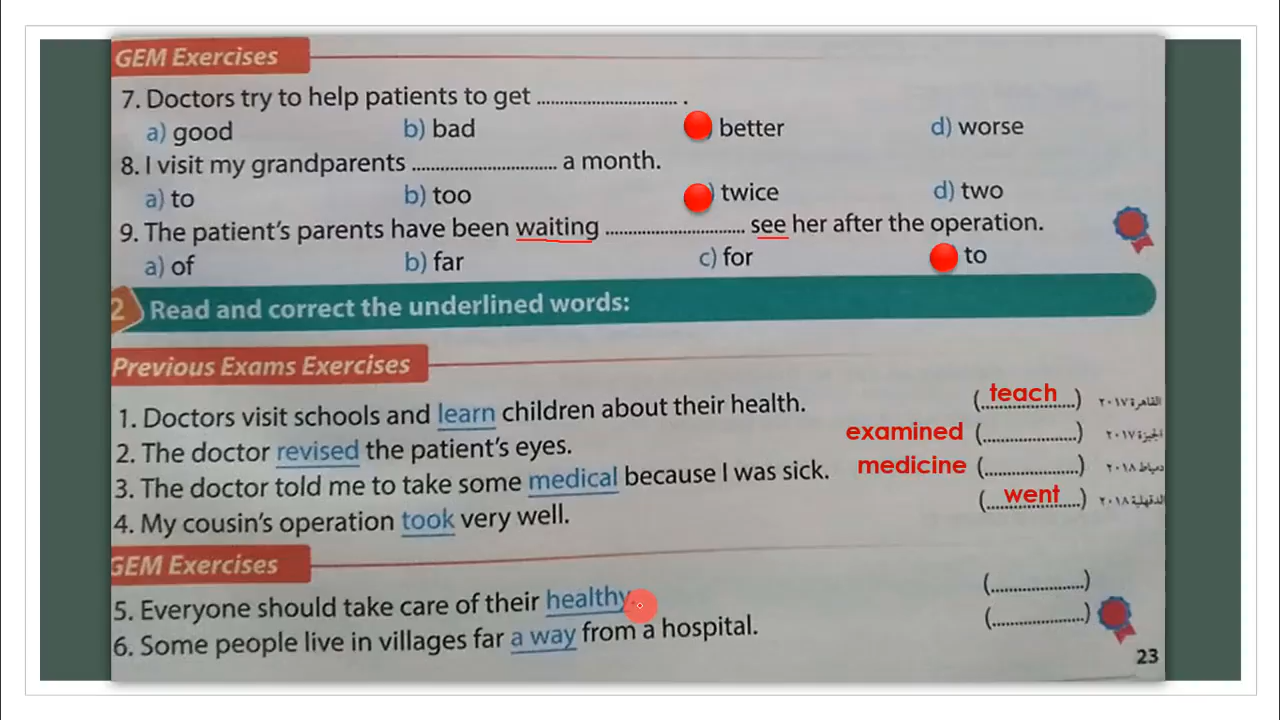 GEM Exercises
7. Doctors try to help patients to get .............................. .
a) good b) bad better d) worse
8. I visit my grandparents .............................. a month.
a) to b) too ) twice d) two
9. The patient's parents have been waiting .............................. see her after the operation.
a) of b) far c) for to
2 Read and correct the underlined words:
Previous Exams Exercises
1. Doctors visit schools and learn children about their health. (teach) القاهرة ٢٠١٧
2. The doctor revised the patient's eyes. examined (....................) الجيزة ٢٠١٧
3. The doctor told me to take some medical because I was sick. medicine (....................) دمياط ٢٠١٨
4. My cousin's operation took very well. (went) الدقهلية ٢٠١٨
GEM Exercises
5. Everyone should take care of their healthy. (....................)
6. Some people live in villages far a way from a hospital. (....................)
23